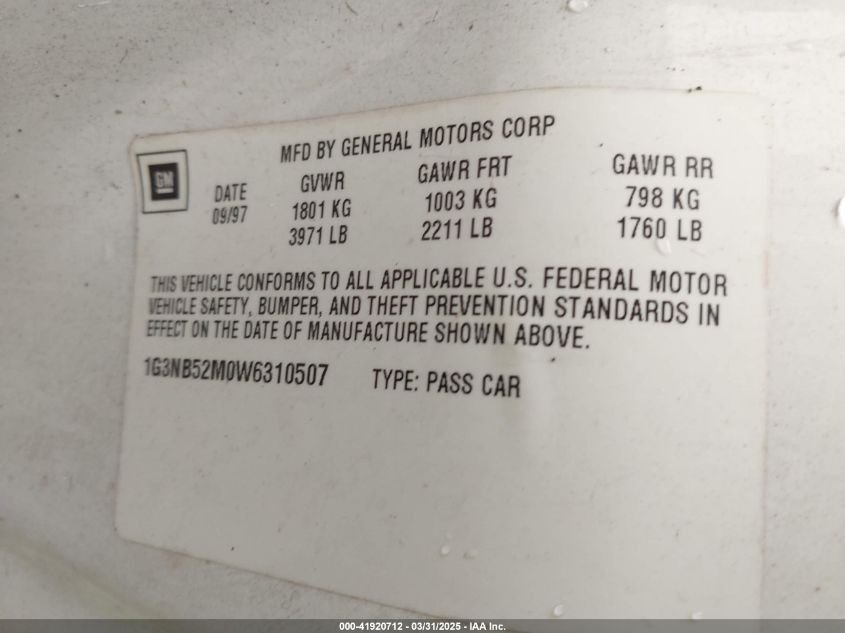 MFD BY GENERAL MOTORS CORP
GM
DATE GVWR GAWR FRT GAWR RR
09/97 1801 KG 1003 KG 798 KG
3971 LB 2211 LB 1760 LB
THIS VEHICLE CONFORMS TO ALL APPLICABLE U.S. FEDERAL MOTOR
VEHICLE SAFETY, BUMPER, AND THEFT PREVENTION STANDARDS IN
EFFECT ON THE DATE OF MANUFACTURE SHOWN ABOVE.
1G3NB52M0W6310507 TYPE: PASS CAR
000-41920712 - 03/31/2025 - IAA Inc.